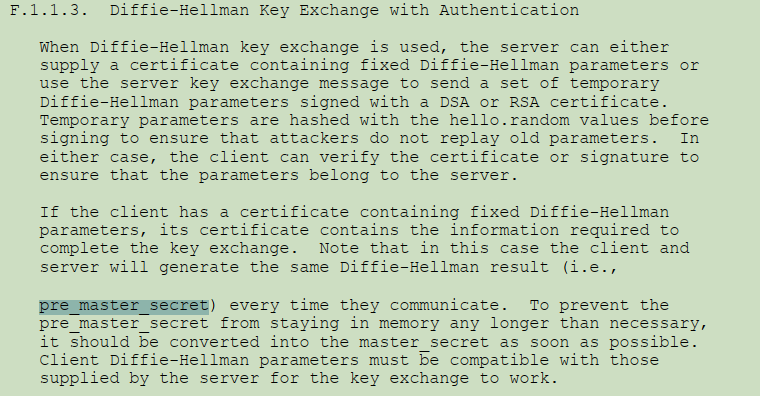 F.1.1.3.  Diffie-Hellman Key Exchange with Authentication
When Diffie-Hellman key exchange is used, the server can either
supply a certificate containing fixed Diffie-Hellman parameters or
use the server key exchange message to send a set of temporary
Diffie-Hellman parameters signed with a DSA or RSA certificate.
Temporary parameters are hashed with the hello.random values before
signing to ensure that attackers do not replay old parameters.  In
either case, the client can verify the certificate or signature to
ensure that the parameters belong to the server.
If the client has a certificate containing fixed Diffie-Hellman
parameters, its certificate contains the information required to
complete the key exchange.  Note that in this case the client and
server will generate the same Diffie-Hellman result (i.e.,
pre_master_secret) every time they communicate.  To prevent the
pre_master_secret from staying in memory any longer than necessary,
it should be converted into the master_secret as soon as possible.
Client Diffie-Hellman parameters must be compatible with those
supplied by the server for the key exchange to work.